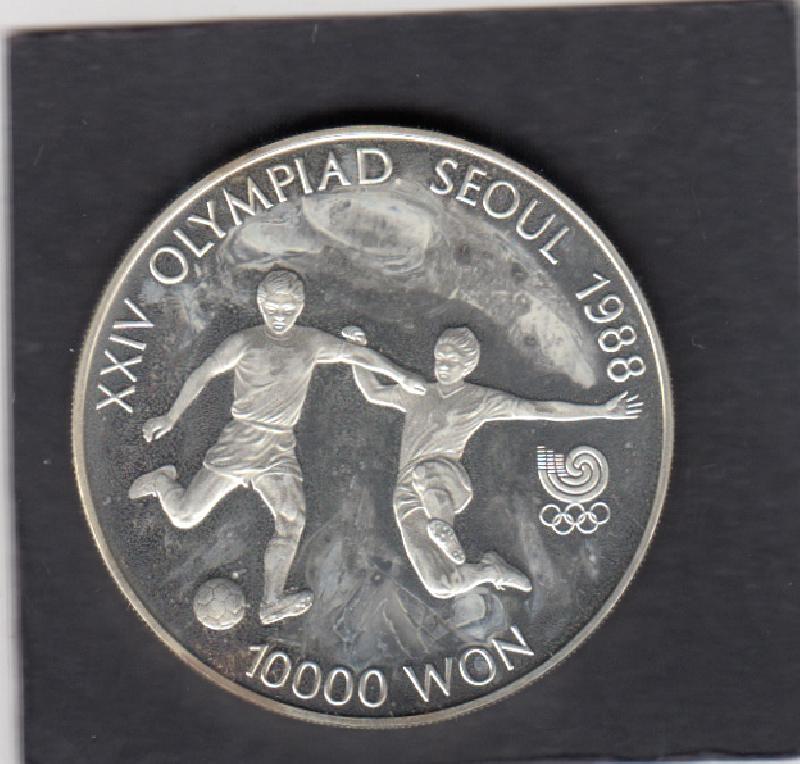 XXIV OLYMPIAD. SEOUL 1988
10000 WON